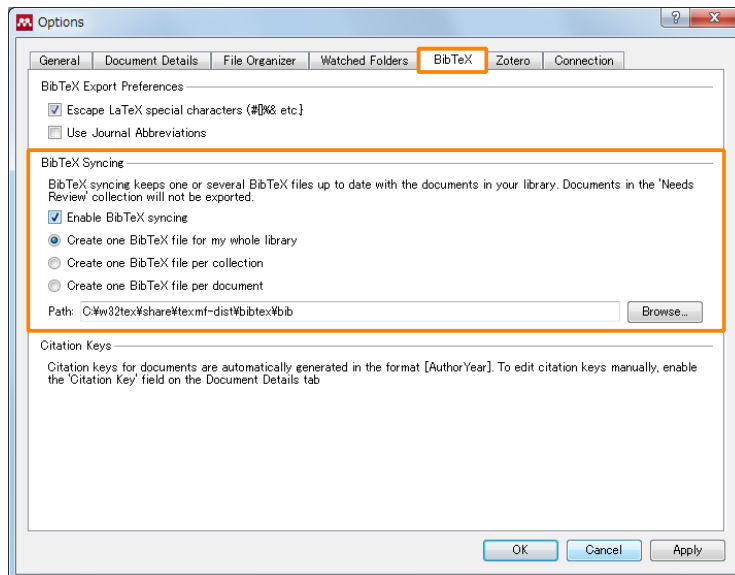 Options
General Document Details File Organizer Watched Folders BibTeX Zotero Connection
BibTeX Export Preferences
Escape LaTeX special characters (#{}%& etc.}
Use Journal Abbreviations
BibTeX Syncing
BibTeX syncing keeps one or several BibTeX files up to date with the documents in your library. Documents in the 'Needs
Review' collection will not be exported.
Enable BibTeX syncing
Create one BibTeX file for my whole library
Create one BibTeX file per collection
Create one BibTeX file per document
Path: C:¥w32tex¥share¥texmf-dist¥bibtex¥bib Browse...
Citation Keys
Citation keys for documents are automatically generated in the format [AuthorYear]. To edit citation keys manually, enable
the 'Citation Key' field on the Document Details tab
OK Cancel Apply